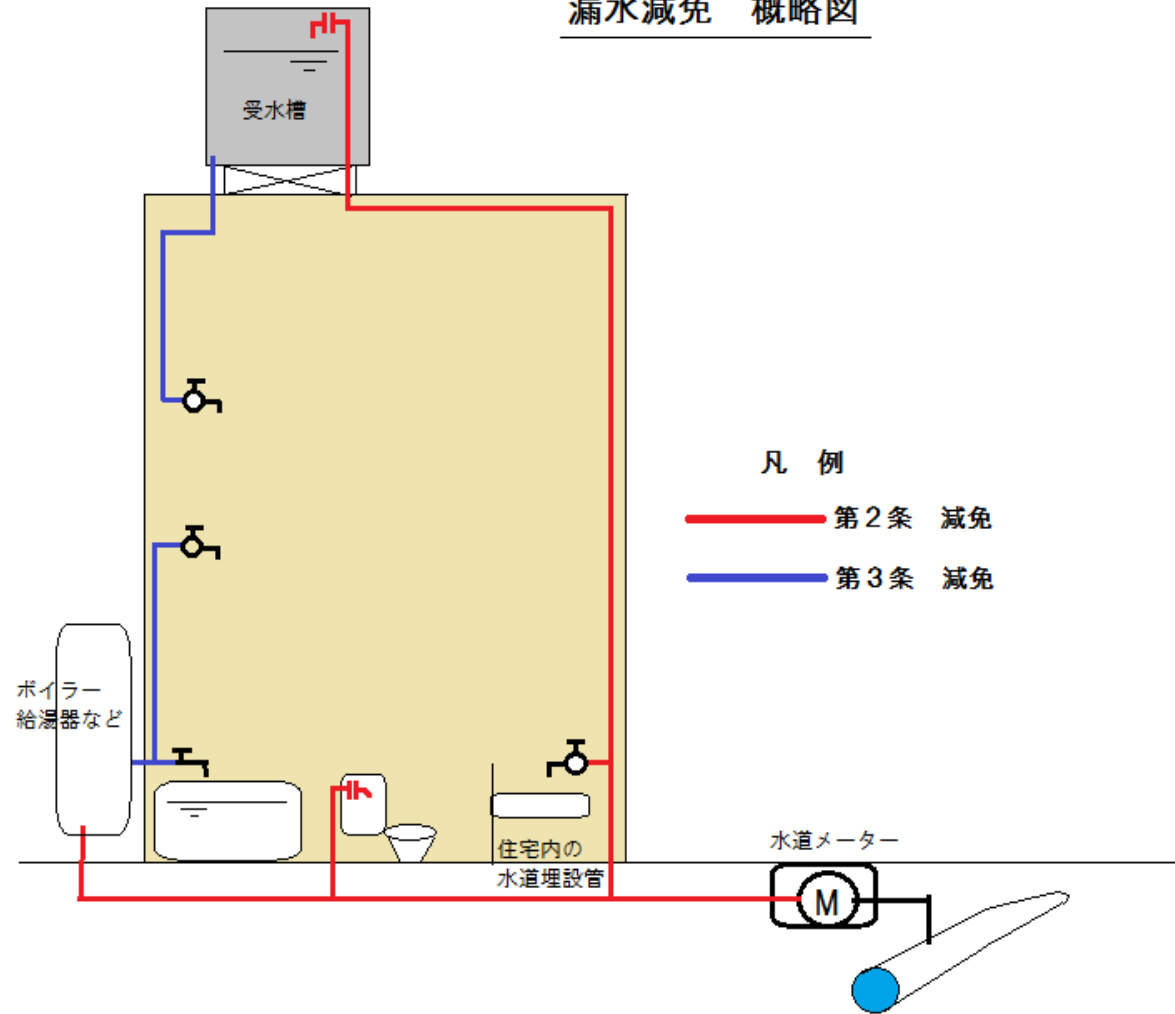 漏水減免　概略図
受水槽
凡　例
第２条　減免
第３条　減免
ボイラー
給湯器など
住宅内の
水道埋設管
水道メーター
M